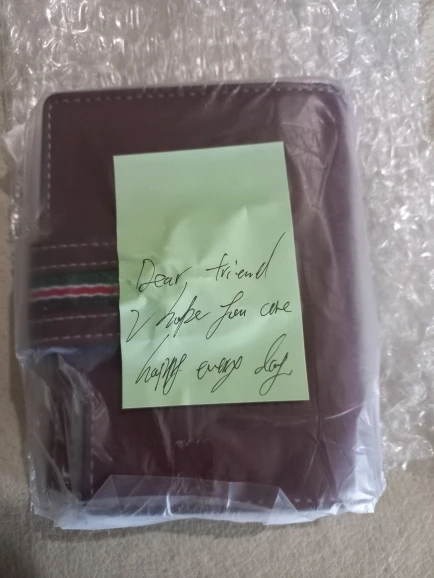 Dear friend
I hope you are
happy every day